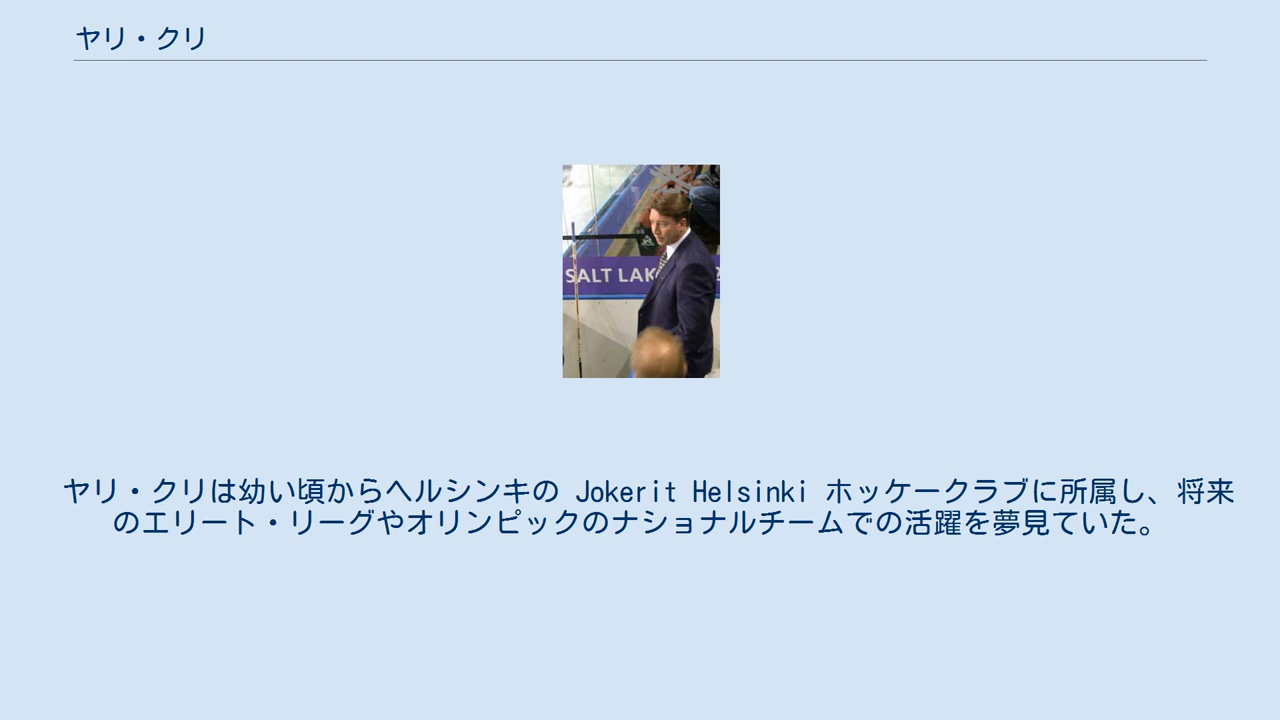 ヤリ・クリ
SALT LAK
ヤリ・クリは幼い頃からヘルシンキの Jokerit Helsinki ホッケークラブに所属し、将来
のエリート・リーグやオリンピックのナショナルチームでの活躍を夢見ていた。